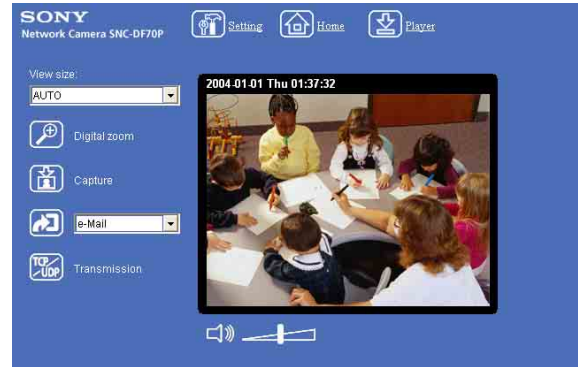 SONY
Network Camera SNC-DF70P
Setting
Home
Player
View size:
AUTO
2004-01-01 Thu 01:37:32
Digital zoom
Capture
e-Mail
TCP/UDP
Transmission